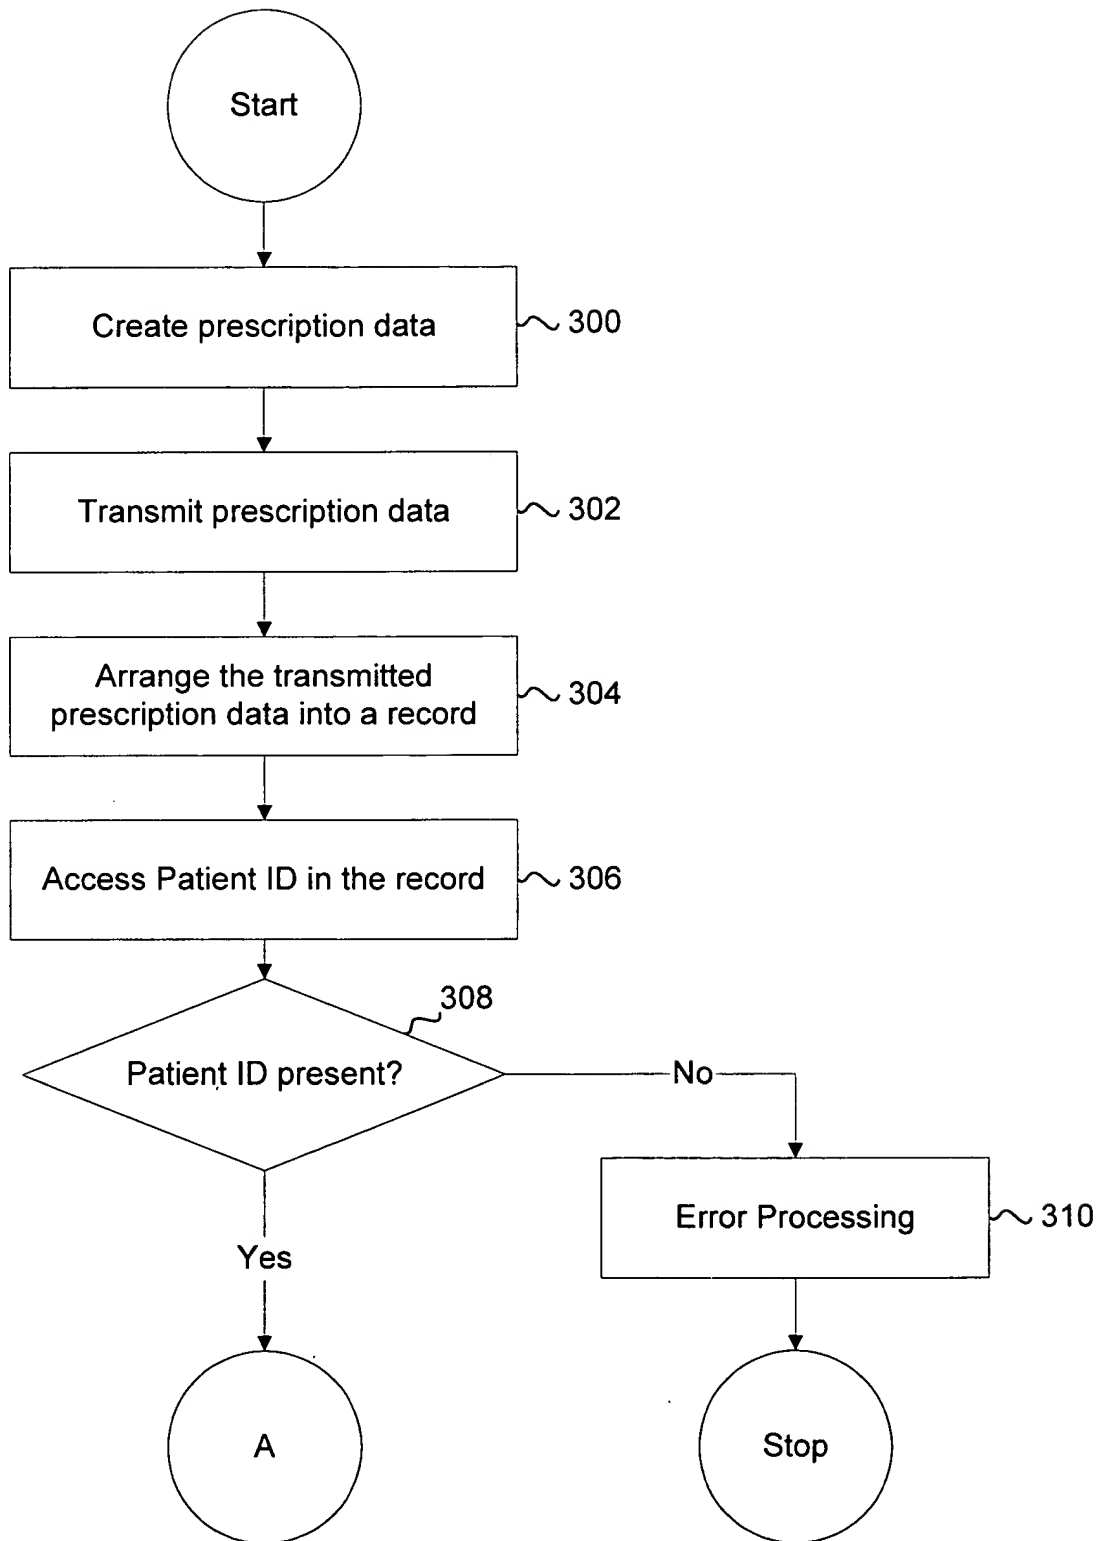 Start
Create prescription data
300
Transmit prescription data
302
Arrange the transmitted
prescription data into a record
304
Access Patient ID in the record
306
308
Patient ID present?
No
Error Processing
310
Yes
A
Stop